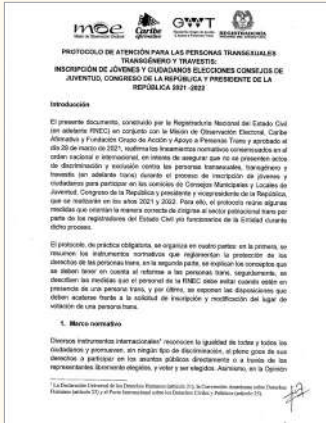 moe
Caribe
afirmativo
GWT
REGISTRADURÍA
PROTOCOLO DE ATENCIÓN PARA LAS PERSONAS TRANSEXUALES
TRANSGÉNERO Y TRAVESTIS:
INSCRIPCIÓN DE JÓVENES Y CIUDADANOS ELECCIONES CONSEJOS DE
JUVENTUD, CONGRESO DE LA REPÚBLICA Y PRESIDENTE DE LA
REPÚBLICA 2021 -2022
Introducción
El presente documento, construido por la Registraduría Nacional del Estado Civil
(en adelante RNEC) en conjunto con la Misión de Observación Electoral, Caribe
Afirmativo y Fundación Grupo de Acción y Apoyo a Personas Trans y aprobado el
día 28 de marzo de 2021, reafirma los lineamientos normativos consensuados en el
orden nacional e internacional, en interés de asegurar que no se presenten actos
de discriminación y exclusión contra las personas transexuales, transgénero y
travestis (en adelante trans) durante el proceso de inscripción de jóvenes y
ciudadanos para participar en los comicios de Consejos Municipales y Locales de
Juventud, Congreso de la República y presidente y vicepresidente de la República,
que se realizarán en los años 2021 y 2022. Para ello, el protocolo reúne algunas
medidas que orientan la manera correcta de dirigirse al sector poblacional trans por
parte de los registradores del Estado Civil y/o funcionarios de la Entidad durante
dicho proceso.
El protocolo, de práctica obligatoria, se organiza en cuatro partes: en la primera, se
resumen los instrumentos normativos que reglamentan la protección de los
derechos de las personas trans, en la segunda parte, se explican los conceptos que
se deben tener en cuenta al referirse a las personas trans, seguidamente, se
describen las medidas que el personal de la RNEC debe evitar cuando estén en
presencia de una persona trans, y por último, se exponen las disposiciones que
deben acatarse frente a la solicitud de inscripción y modificación del lugar de
votación de una persona trans.
1. Marco normativo
Diversos instrumentos internacionales¹ reconocen la igualdad de todos y todas los
ciudadanos y promueven, sin ningún tipo de discriminación, el pleno goce de sus
derechos a participar en los asuntos públicos directamente o a través de los
representantes libremente elegidos, y votar y ser elegidos. Asimismo, en la Opinión
¹ La Declaración Universal de los Derechos Humanos (artículo 21), la Convención Americana sobre Derechos
Humanos (artículo 23) y el Pacto Internacional sobre los Derechos Civiles y Políticos (artículo 25).